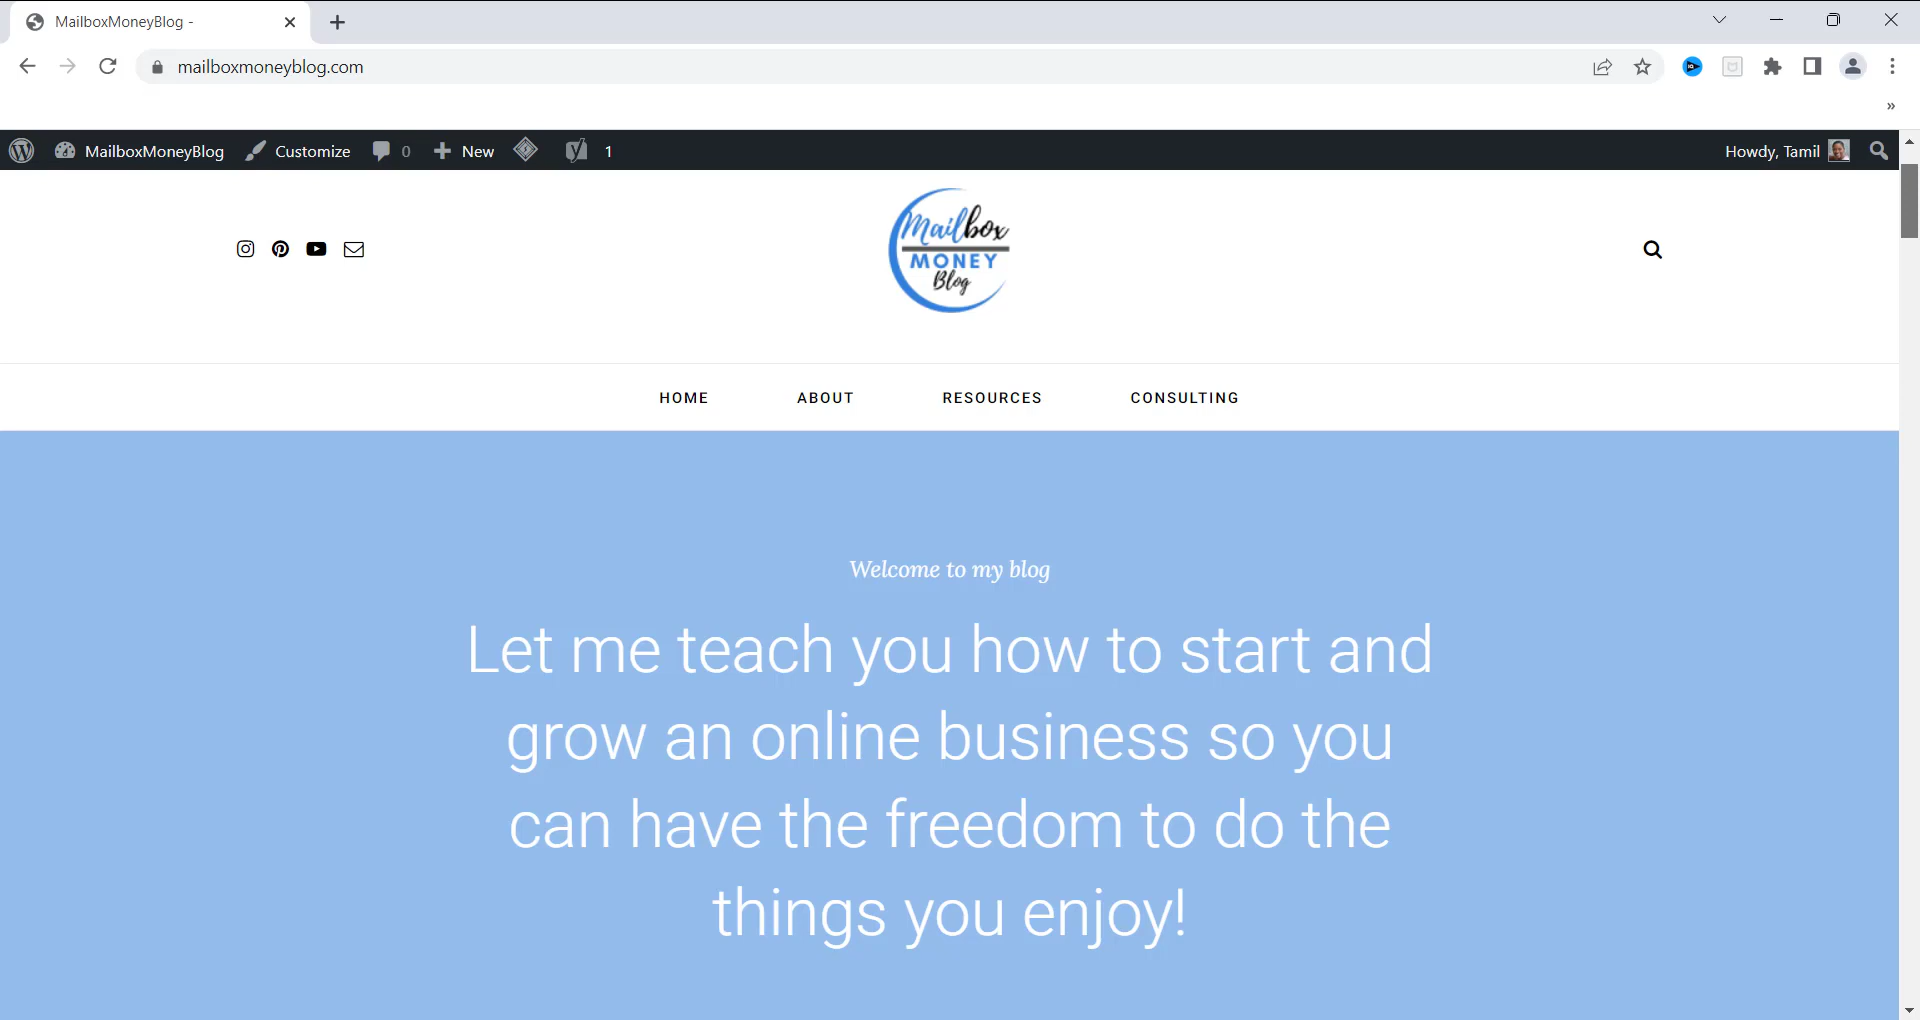 MailboxMoneyBlog -
mailboxmoneyblog.com
»
MailboxMoneyBlog Customize 0 New 1 Howdy, Tamil
Mailbox
MONEY
Blog
HOME ABOUT RESOURCES CONSULTING
Welcome to my blog
Let me teach you how to start and
grow an online business so you
can have the freedom to do the
things you enjoy!